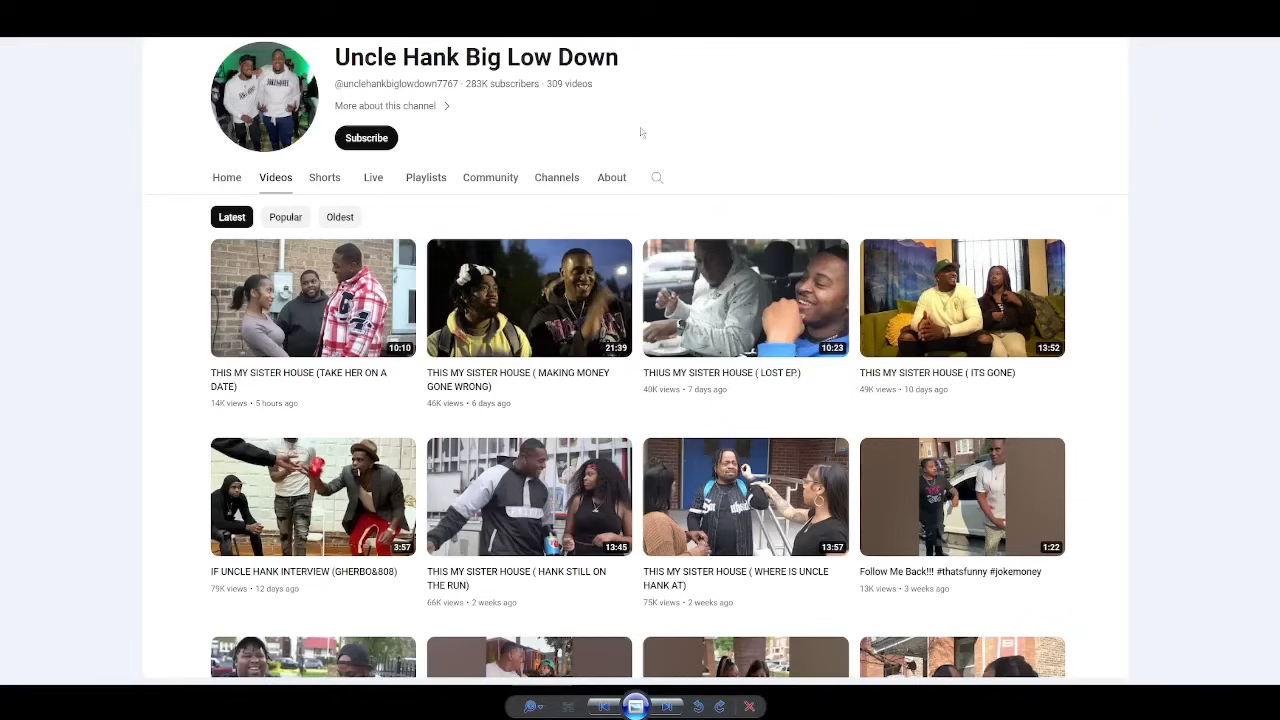 Uncle Hank Big Low Down
@unclehankbiglowdown7767 · 283K subscribers · 309 videos
More about this channel
Subscribe
Home Videos Shorts Live Playlists Community Channels About
Latest Popular Oldest
10:10 21:39 10:23 13:52
THIS MY SISTER HOUSE (TAKE HER ON A
DATE)
14K views • 5 hours ago
THIS MY SISTER HOUSE ( MAKING MONEY
GONE WRONG)
46K views • 6 days ago
THIUS MY SISTER HOUSE ( LOST EP.)
40K views • 7 days ago
THIS MY SISTER HOUSE ( ITS GONE)
49K views • 10 days ago
3:57 13:45 13:57 1:22
IF UNCLE HANK INTERVIEW (GHERBO&808)
79K views • 12 days ago
THIS MY SISTER HOUSE ( HANK STILL ON
THE RUN)
66K views • 2 weeks ago
THIS MY SISTER HOUSE ( WHERE IS UNCLE
HANK AT)
75K views • 2 weeks ago
Follow Me Back!!! #thatsfunny #jokemoney
13K views • 3 weeks ago